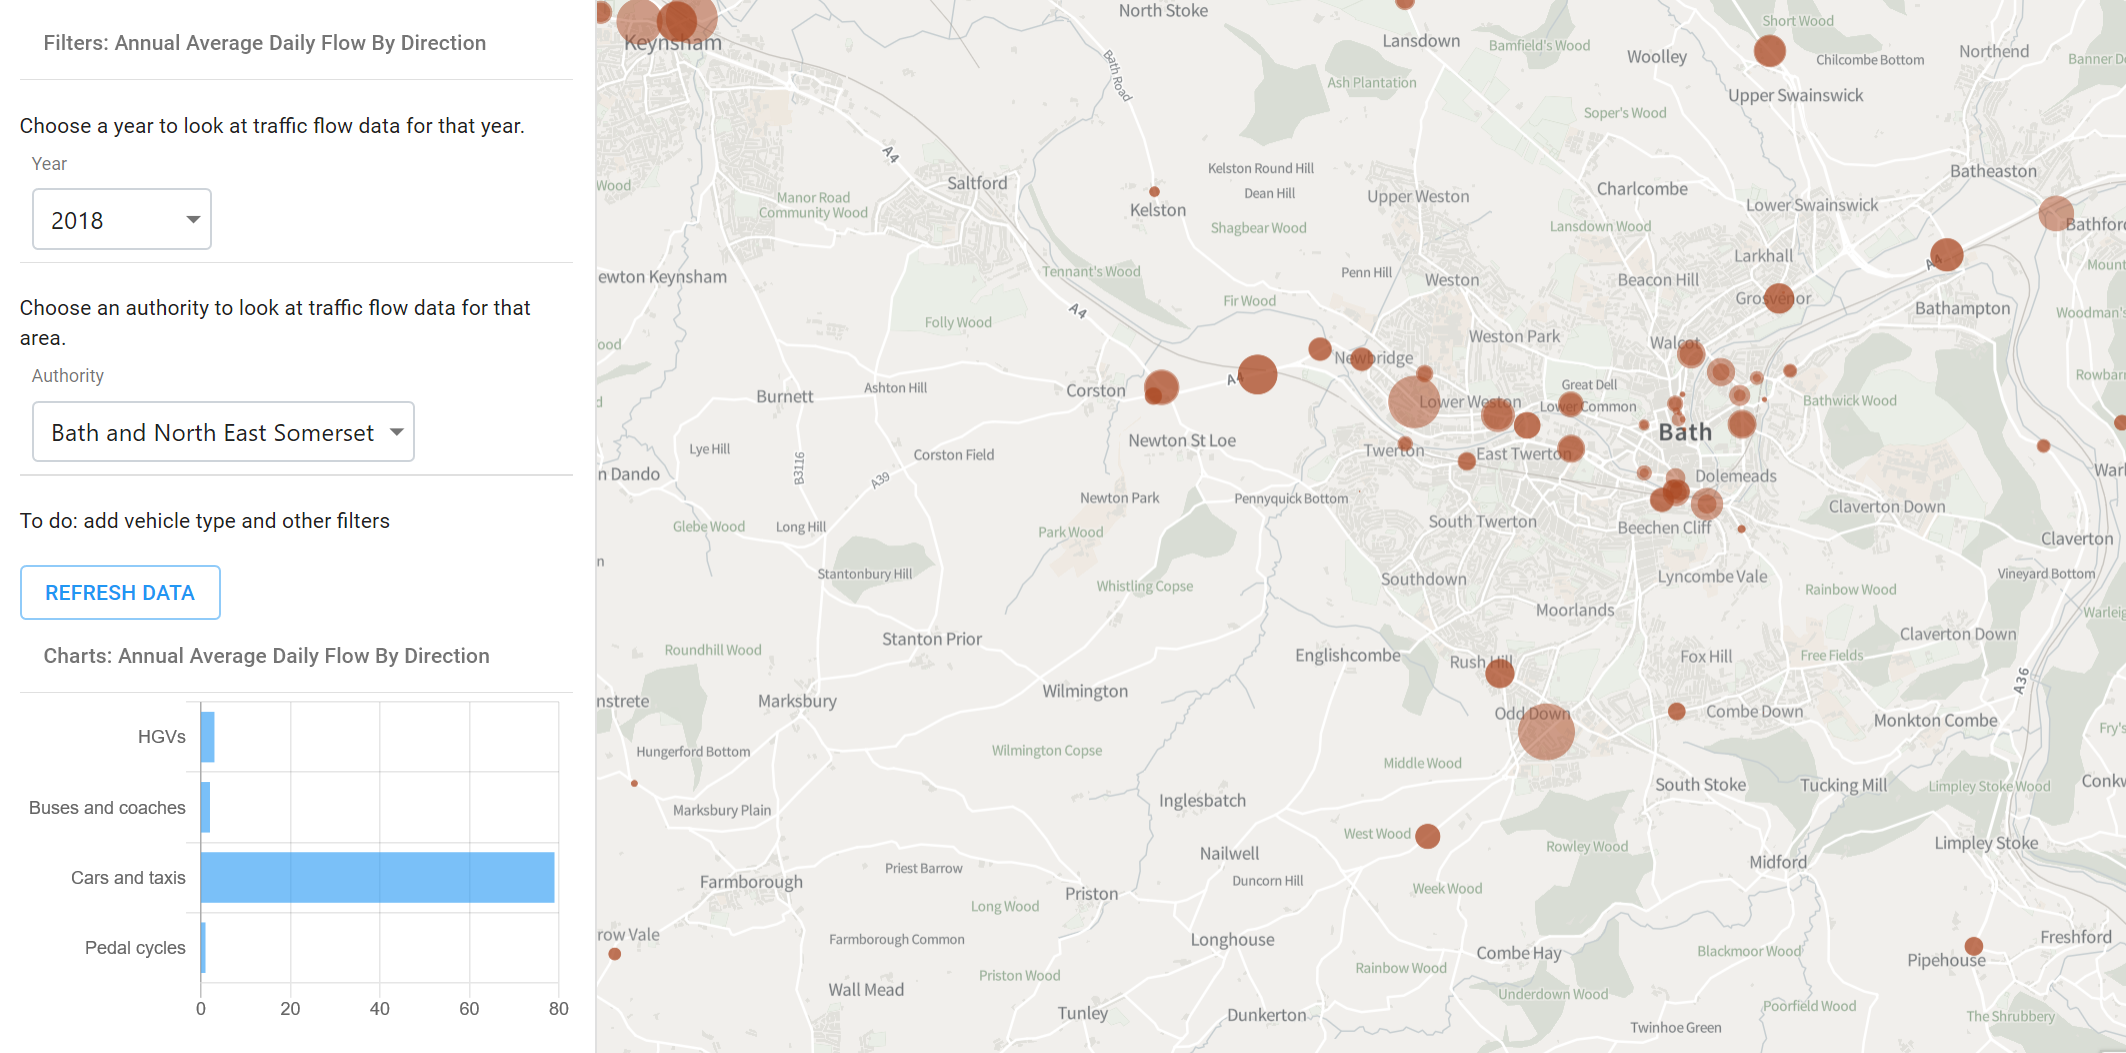 Filters: Annual Average Daily Flow By Direction
Choose a year to look at traffic flow data for that year.
Year
2018
Choose an authority to look at traffic flow data for that
area.
Authority
Bath and North East Somerset
To do: add vehicle type and other filters
REFRESH DATA
Charts: Annual Average Daily Flow By Direction
HGVs
Buses and coaches
Cars and taxis
Pedal cycles
0 20 40 60 80
North Stoke
Short Wood
Keynsham
Lansdown
Bamfield's Wood
Woolley
Chilcombe Bottom
Northend
Banner D
Bath Road
Ash Plantation
Upper Swainswick
Soper's Wood
A4
Kelston Round Hill
Batheaston
Wood
Saltford
Dean Hill
Upper Weston
Charlcombe
Manor Road
Community Wood
Kelston
Lower Swainswick
Shagbear Wood
Lansdown Wood
Bathford
Larkhall
ewton Keynsham
Tennant's Wood
Penn Hill
Weston
Beacon Hill
A4
Mount
Fir Wood
Grosvenor
Bathampton
Woodman's
A4
Folly Wood
Weston Park
Walcot
ood
Newbridge
Rowbar
Burnett
Ashton Hill
Corston
A4
Great Dell
Lower Weston
Lower Common
Bathwick Wood
Bath
Newton St Loe
Twerton
East Twerton
Lye Hill
Corston Field
n Dando
B3116
A39
Dolemeads
Warl
Newton Park
Pennyquick Bottom
Glebe Wood
Long Hill
Park Wood
South Twerton
Beechen Cliff
Claverton Down
Claverton
n
Stantonbury Hill
Whistling Copse
Southdown
Lyncombe Vale
Rainbow Wood
Vineyard Bottom
Moorlands
Warleig
Stanton Prior
Claverton Down
Roundhill Wood
Englishcombe
Rush Hill
Fox Hill
Free Fields
A36
nstrete
Marksbury
Wilmington
Odd Down
Combe Down
Monkton Combe
Fry's
Hungerford Bottom
Wilmington Copse
Middle Wood
South Stoke
Tucking Mill
Limpley Stoke Wood
Conkw
Marksbury Plain
Inglesbatch
West Wood
Rowley Wood
Limpley Stoke
Nailwell
Midford
Farmborough
Priest Barrow
Priston
Duncorn Hill
Week Wood
Long Wood
row Vale
Farmborough Common
Longhouse
Combe Hay
Blackmoor Wood
Freshford
Pipehouse
Priston Wood
Rainbow Wood
Wall Mead
Underdown Wood
Poorfield Wood
Tunley
Dunkerton
Twinhoe Green
The Shrubbery